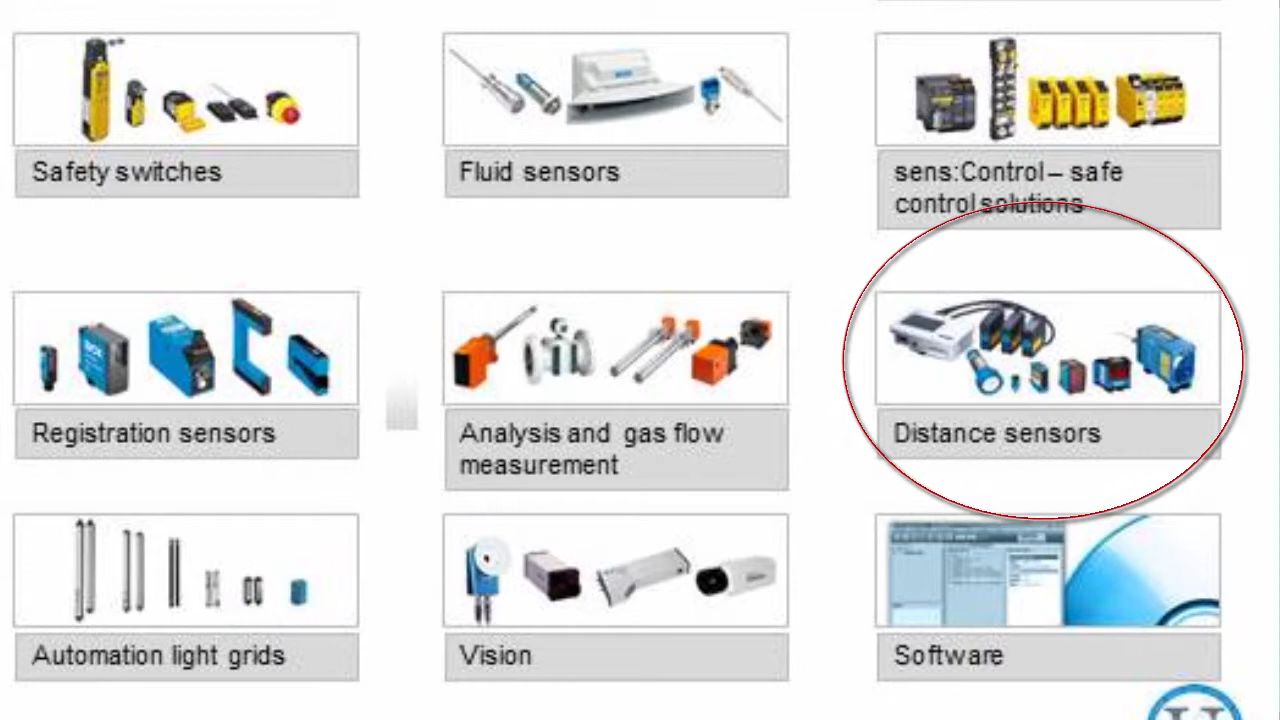 Safety switches
Fluid sensors
sens:Control – safe
control solutions
Registration sensors
Analysis and gas flow
measurement
Distance sensors
Automation light grids
Vision
Software